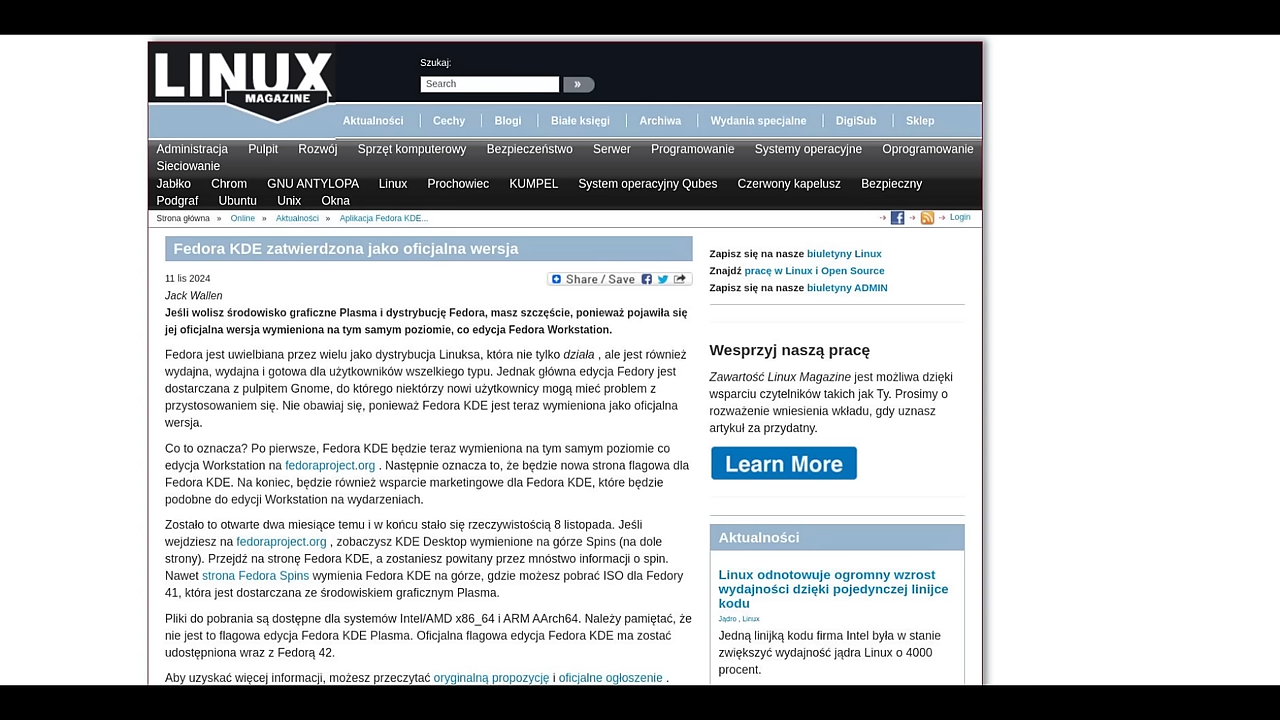 LINUX
MAGAZINE
Szukaj:
Search
»
Aktualności Cechy Blogi Białe księgi Archiwa Wydania specjalne DigiSub Sklep
Administracja Pulpit Rozwój Sprzęt komputerowy Bezpieczeństwo Serwer Programowanie Systemy operacyjne Oprogramowanie
Sieciowanie
Jabłko Chrom GNU ANTYLOPA Linux Prochowiec KUMPEL System operacyjny Qubes Czerwony kapelusz Bezpieczny
Podgraf Ubuntu Unix Okna
Strona główna » Online » Aktualności » Aplikacja Fedora KDE...
Login
Fedora KDE zatwierdzona jako oficjalna wersja
11 lis 2024
Share / Save
Jack Wallen
Jeśli wolisz środowisko graficzne Plasma i dystrybucję Fedora, masz szczęście, ponieważ pojawiła się
jej oficjalna wersja wymieniona na tym samym poziomie, co edycja Fedora Workstation.
Fedora jest uwielbiana przez wielu jako dystrybucja Linuksa, która nie tylko działa , ale jest również
wydajna, wydajna i gotowa dla użytkowników wszelkiego typu. Jednak główna edycja Fedory jest
dostarczana z pulpitem Gnome, do którego niektórzy nowi użytkownicy mogą mieć problem z
przystosowaniem się. Nie obawiaj się, ponieważ Fedora KDE jest teraz wymieniona jako oficjalna
wersja.
Co to oznacza? Po pierwsze, Fedora KDE będzie teraz wymieniona na tym samym poziomie co
edycja Workstation na fedoraproject.org . Następnie oznacza to, że będzie nowa strona flagowa dla
Fedora KDE. Na koniec, będzie również wsparcie marketingowe dla Fedora KDE, które będzie
podobne do edycji Workstation na wydarzeniach.
Zostało to otwarte dwa miesiące temu i w końcu stało się rzeczywistością 8 listopada. Jeśli
wejdziesz na fedoraproject.org , zobaczysz KDE Desktop wymienione na górze Spins (na dole
strony). Przejdź na stronę Fedora KDE, a zostaniesz powitany przez mnóstwo informacji o spin.
Nawet strona Fedora Spins wymienia Fedora KDE na górze, gdzie możesz pobrać ISO dla Fedory
41, która jest dostarczana ze środowiskiem graficznym Plasma.
Pliki do pobrania są dostępne dla systemów Intel/AMD x86_64 i ARM AArch64. Należy pamiętać, że
nie jest to flagowa edycja Fedora KDE Plasma. Oficjalna flagowa edycja Fedora KDE ma zostać
udostępniona wraz z Fedorą 42.
Aby uzyskać więcej informacji, możesz przeczytać oryginalną propozycję i oficjalne ogłoszenie .
Zapisz się na nasze biuletyny Linux
Znajdź pracę w Linux i Open Source
Zapisz się na nasze biuletyny ADMIN
Wesprzyj naszą pracę
Zawartość Linux Magazine jest możliwa dzięki
wsparciu czytelników takich jak Ty. Prosimy o
rozważenie wniesienia wkładu, gdy uznasz
artykuł za przydatny.
Learn More
Aktualności
Linux odnotowuje ogromny wzrost
wydajności dzięki pojedynczej linijce
kodu
Jądro , Linux
Jedną linijką kodu firma Intel była w stanie
zwiększyć wydajność jądra Linux o 4000
procent.